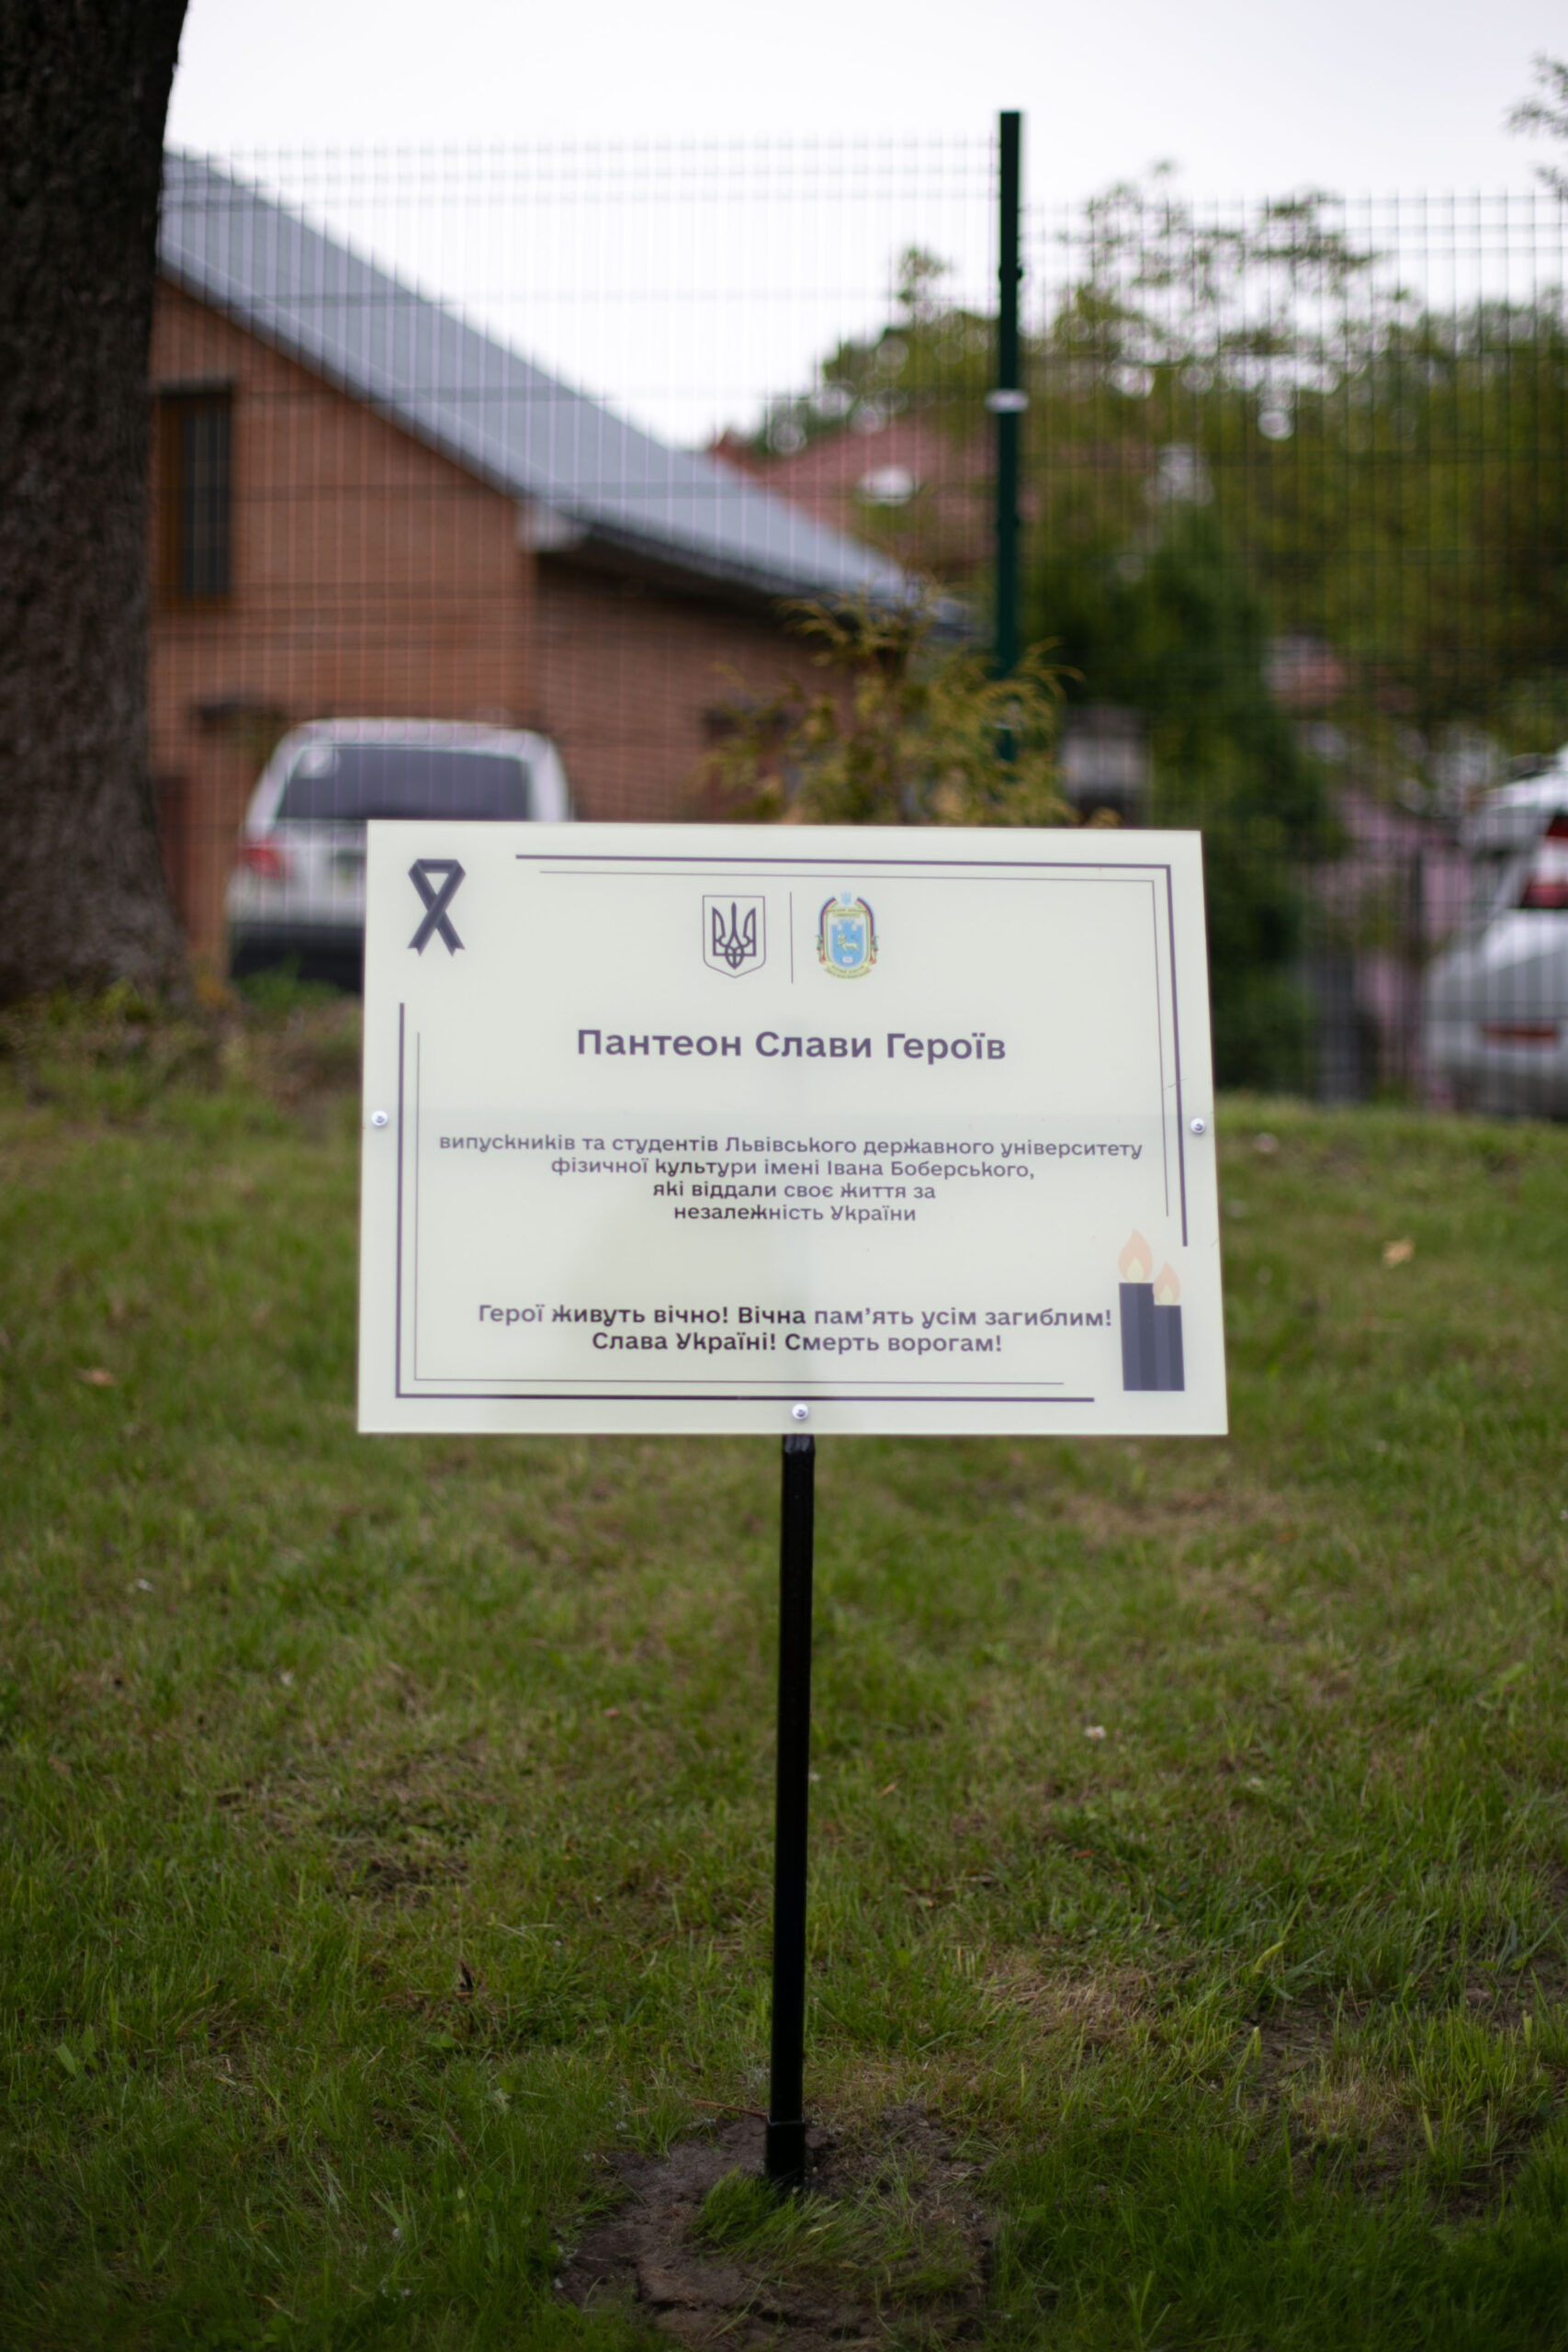 Пантеон Слави Героїв
випускників та студентів Львівського державного університету
фізичної культури імені Івана Боберського,
які віддали своє життя за
незалежність України
Герої живуть вічно! Вічна пам'ять усім загиблим!
Слава Україні! Смерть ворогам!